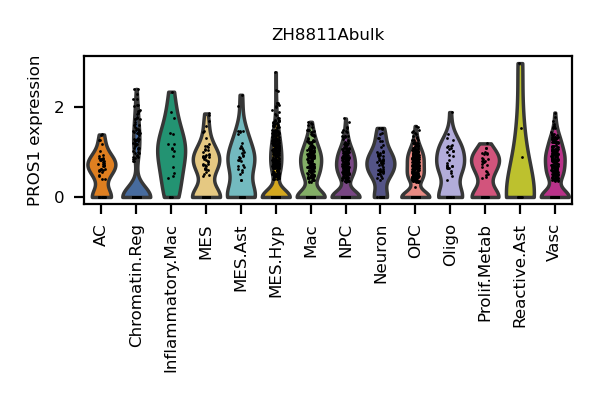 ZH8811Abulk
PROS1 expression
2
0
AC
Chromatin.Reg
Inflammatory.Mac
MES
MES.Ast
MES.Hyp
Mac
NPC
Neuron
OPC
Oligo
Prolif.Metab
Reactive.Ast
Vasc